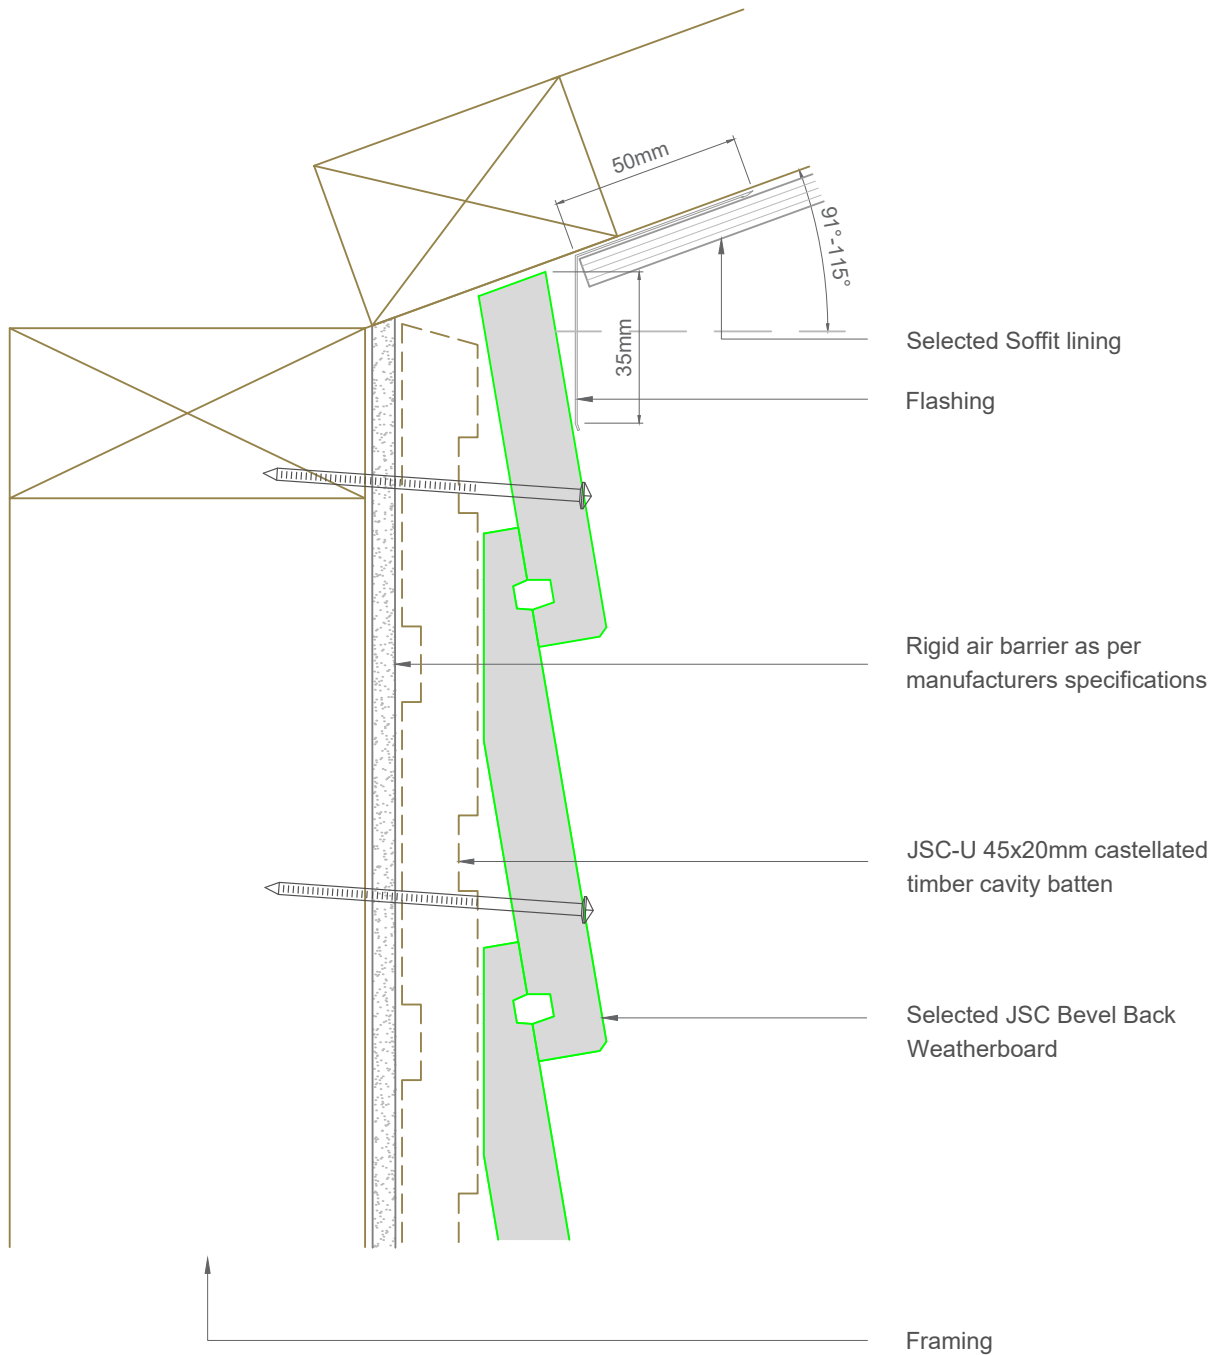 50mm
91°-115°
35mm
Selected Soffit lining
Flashing
Rigid air barrier as per
manufacturers specifications
JSC-U 45x20mm castellated
timber cavity batten
Selected JSC Bevel Back
Weatherboard
Framing